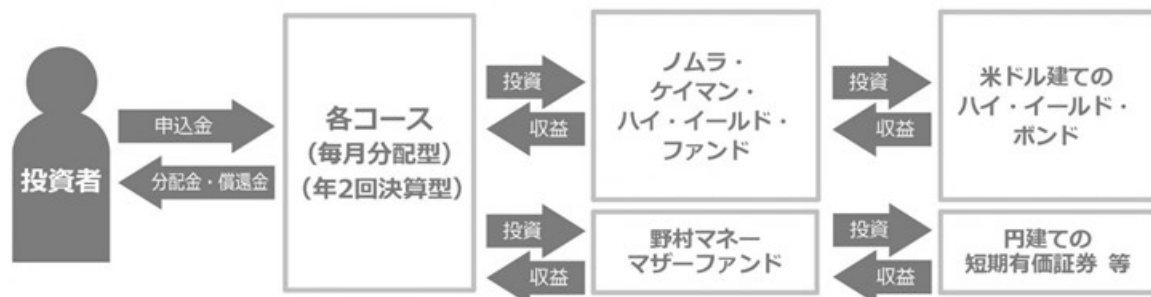 投資者
申込金
分配金・償還金
各コース
（毎月分配型）
（年2回決算型）
投資
収益
ノムラ・
ケイマン・
ハイ・イールド・
ファンド
投資
収益
米ドル建ての
ハイ・イールド・
ボンド
投資
収益
野村マネー
マザーファンド
投資
収益
円建ての
短期有価証券 等